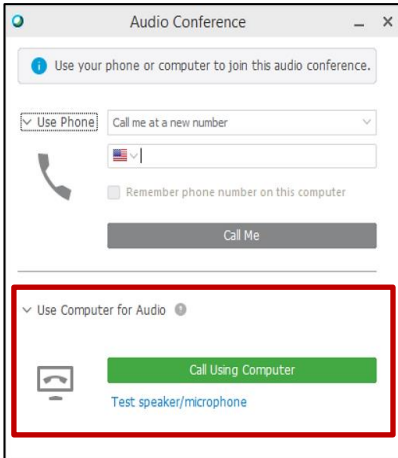 Audio Conference
Use your phone or computer to join this audio conference.
Use Phone
Call me at a new number
Remember phone number on this computer
Call Me
Use Computer for Audio
Call Using Computer
Test speaker/microphone